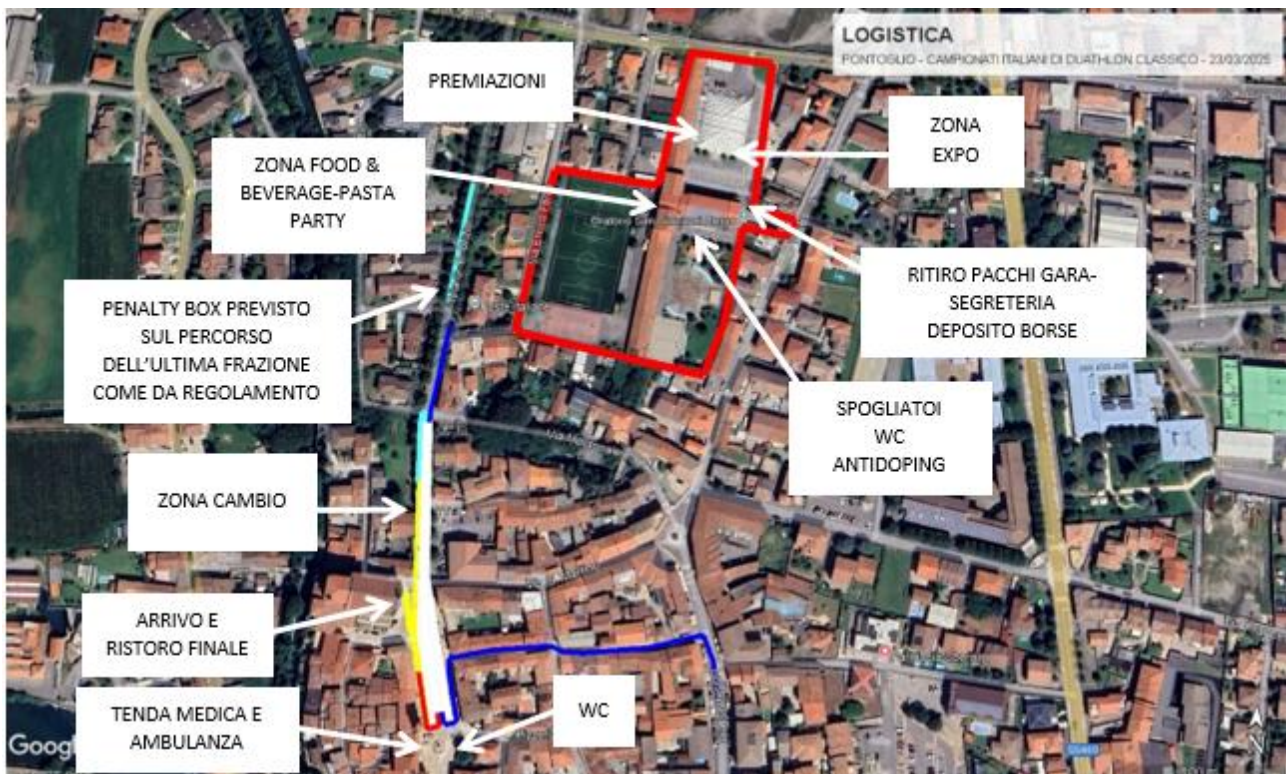 LOGISTICA
PONTOGLIO - CAMPIONATI ITALIANI DI DUATHLON CLASSICO - 23/03/2025
PREMIAZIONI
ZONA
EXPO
ZONA FOOD &
BEVERAGE-PASTA
PARTY
RITIRO PACCHI GARA-
SEGRETERIA
DEPOSITO BORSE
PENALTY BOX PREVISTO
SUL PERCORSO
DELL'ULTIMA FRAZIONE
COME DA REGOLAMENTO
SPOGLIATOI
WC
ANTIDOPING
ZONA CAMBIO
ARRIVO E
RISTORO FINALE
TENDA MEDICA E
AMBULANZA
WC
Google